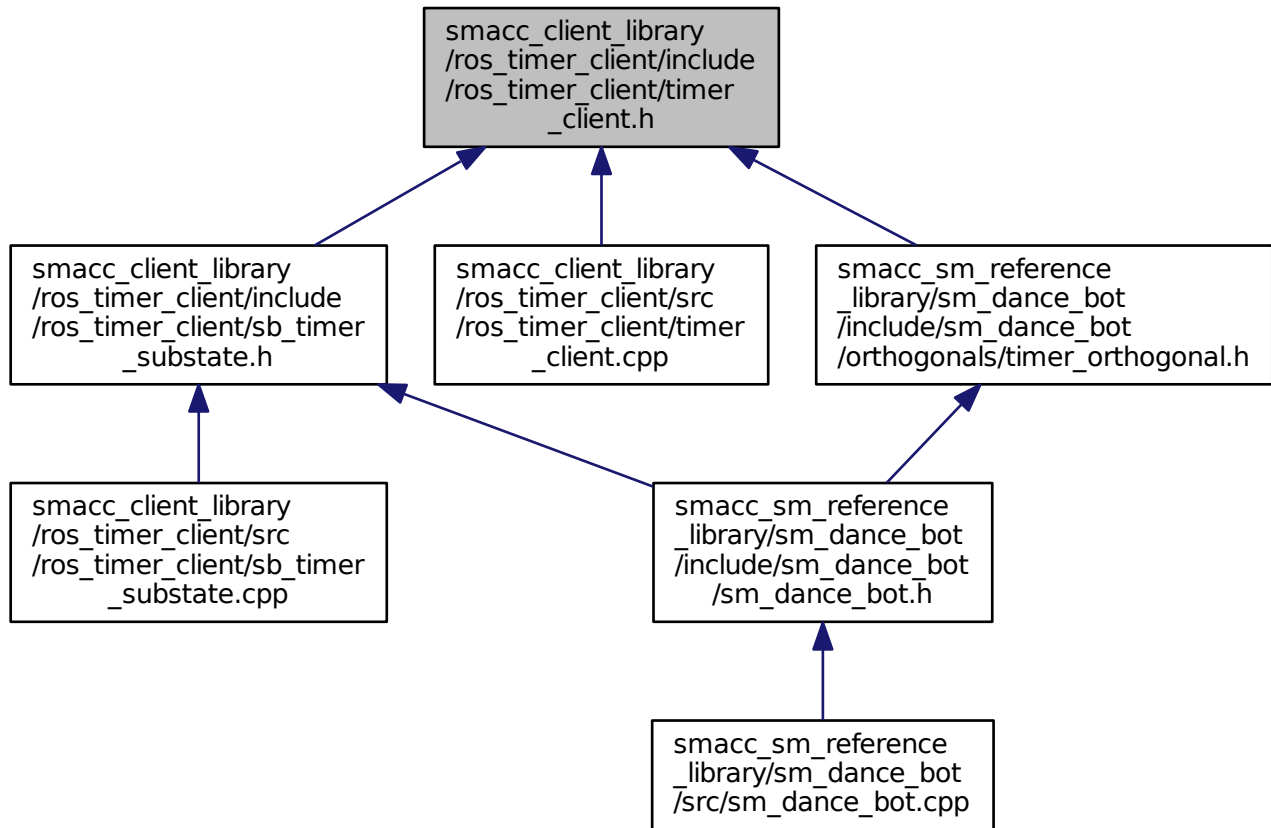 smacc_client_library
/ros_timer_client/include
/ros_timer_client/timer
_client.h
smacc_client_library
/ros_timer_client/include
/ros_timer_client/sb_timer
_substate.h
smacc_client_library
/ros_timer_client/src
/ros_timer_client/timer
_client.cpp
smacc_sm_reference
_library/sm_dance_bot
/include/sm_dance_bot
/orthogonals/timer_orthogonal.h
smacc_client_library
/ros_timer_client/src
/ros_timer_client/sb_timer
_substate.cpp
smacc_sm_reference
_library/sm_dance_bot
/include/sm_dance_bot
/sm_dance_bot.h
smacc_sm_reference
_library/sm_dance_bot
/src/sm_dance_bot.cpp